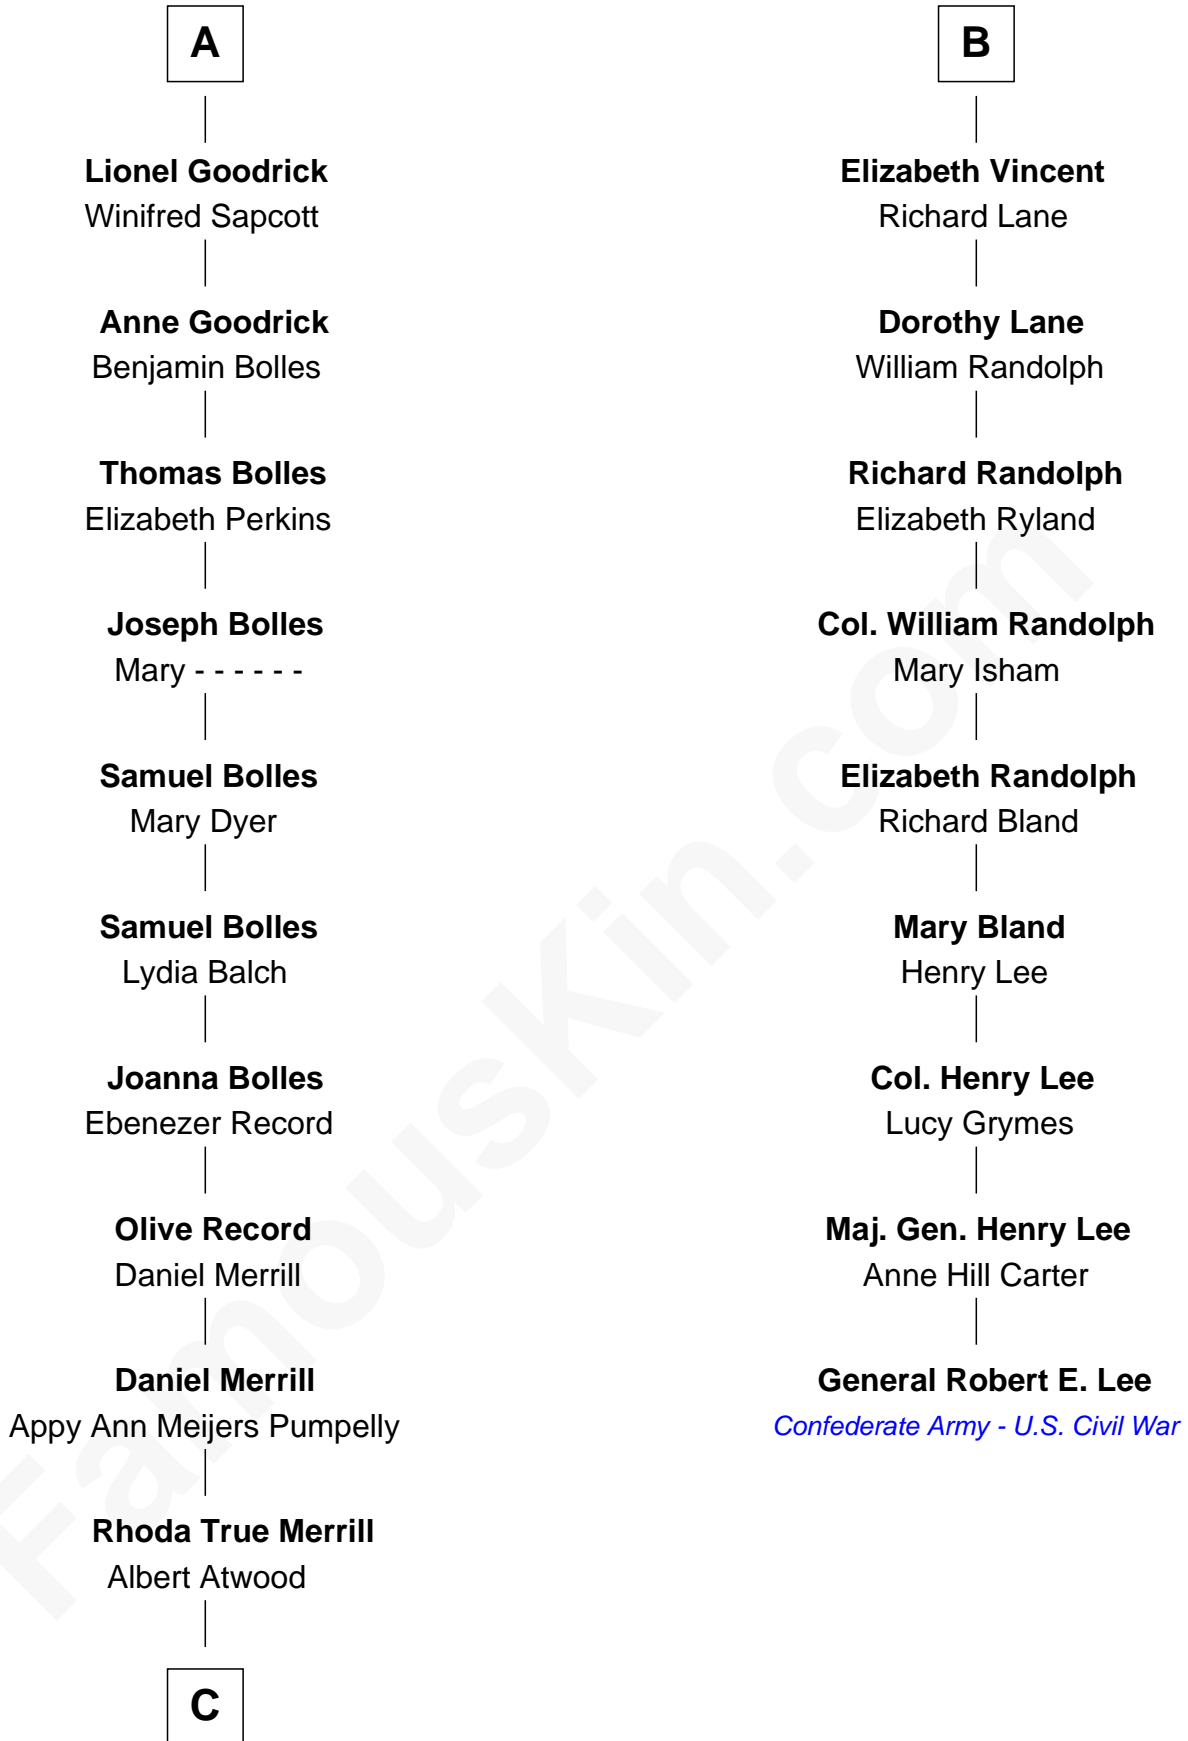 A
Lionel Goodrick
Winifred Sapcott
Anne Goodrick
Benjamin Bolles
Thomas Bolles
Elizabeth Perkins
Joseph Bolles
Mary - - - - - -
Samuel Bolles
Mary Dyer
Samuel Bolles
Lydia Balch
Joanna Bolles
Ebenezer Record
Olive Record
Daniel Merrill
Daniel Merrill
Appy Ann Meijers Pumpelly
Rhoda True Merrill
Albert Atwood
C
B
Elizabeth Vincent
Richard Lane
Dorothy Lane
William Randolph
Richard Randolph
Elizabeth Ryland
Col. William Randolph
Mary Isham
Elizabeth Randolph
Richard Bland
Mary Bland
Henry Lee
Col. Henry Lee
Lucy Grymes
Maj. Gen. Henry Lee
Anne Hill Carter
General Robert E. Lee
Confederate Army - U.S. Civil War
FamousKin.com